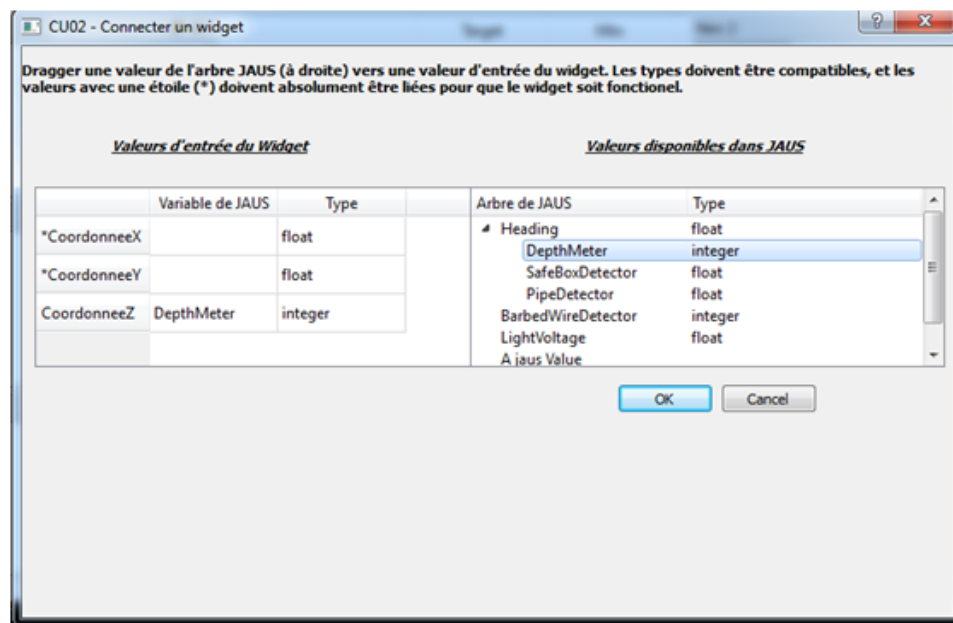 CU02 - Connecter un widget
Dragger une valeur de l'arbre JAUS (à droite) vers une valeur d'entrée du widget. Les types doivent être compatibles, et les
valeurs avec une étoile (*) doivent absolument être liées pour que le widget soit fonctionel.
Valeurs d'entrée du Widget Valeurs disponibles dans JAUS
Variable de JAUS Type Arbre de JAUS Type
*CoordonneeX float
*CoordonneeY float
CoordonneeZ DepthMeter integer
Heading float
DepthMeter integer
SafeBoxDetector float
PipeDetector float
BarbedWireDetector integer
LightVoltage float
A jaus Value
OK Cancel